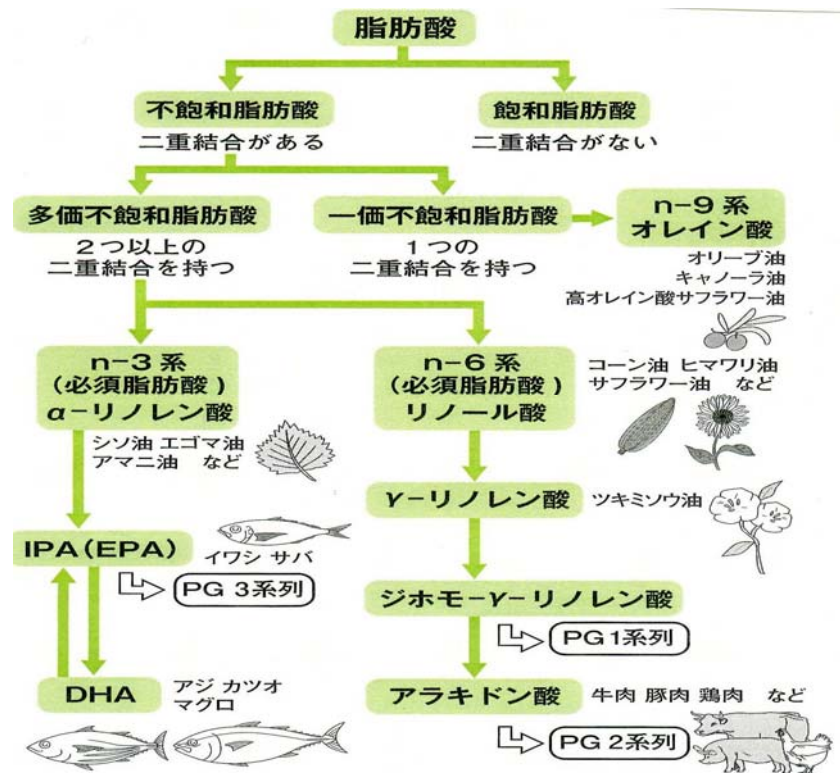 脂肪酸
不飽和脂肪酸
飽和脂肪酸
二重結合がある
二重結合がない
多価不飽和脂肪酸
一価不飽和脂肪酸
n-9系
オレイン酸
2つ以上の
二重結合を持つ
1つの
二重結合を持つ
オリーブ油
キャノーラ油
高オレイン酸サフラワー油
n-3系
(必須脂肪酸)
α-リノレン酸
n-6系
(必須脂肪酸)
リノール酸
コーン油 ヒマワリ油
サフラワー油 など
シソ油 エゴマ油
アマニ油 など
γ-リノレン酸
ツキミソウ油
IPA(EPA)
イワシ サバ
PG 3系列
ジホモ-γ-リノレン酸
PG1系列
DHA
アジ カツオ
マグロ
アラキドン酸
牛肉 豚肉 鶏肉 など
PG 2系列